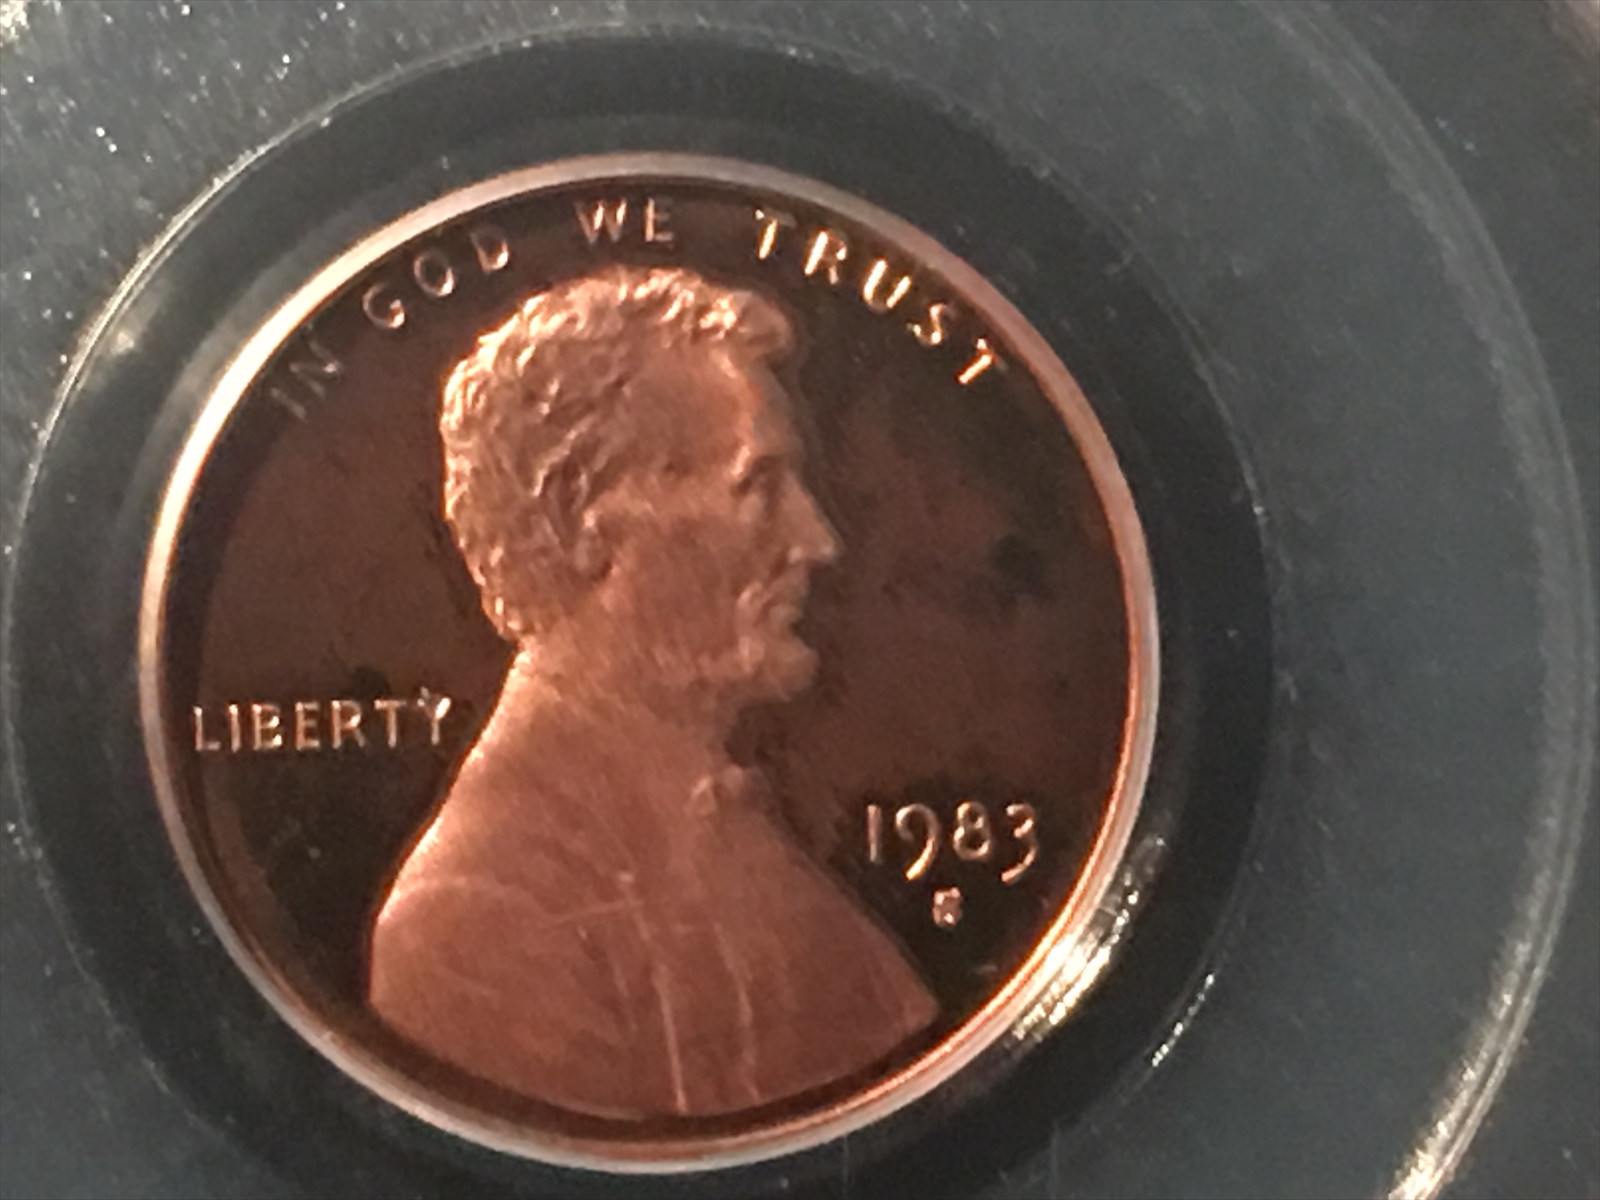 IN GOD WE TRUST
LIBERTY
1983
S